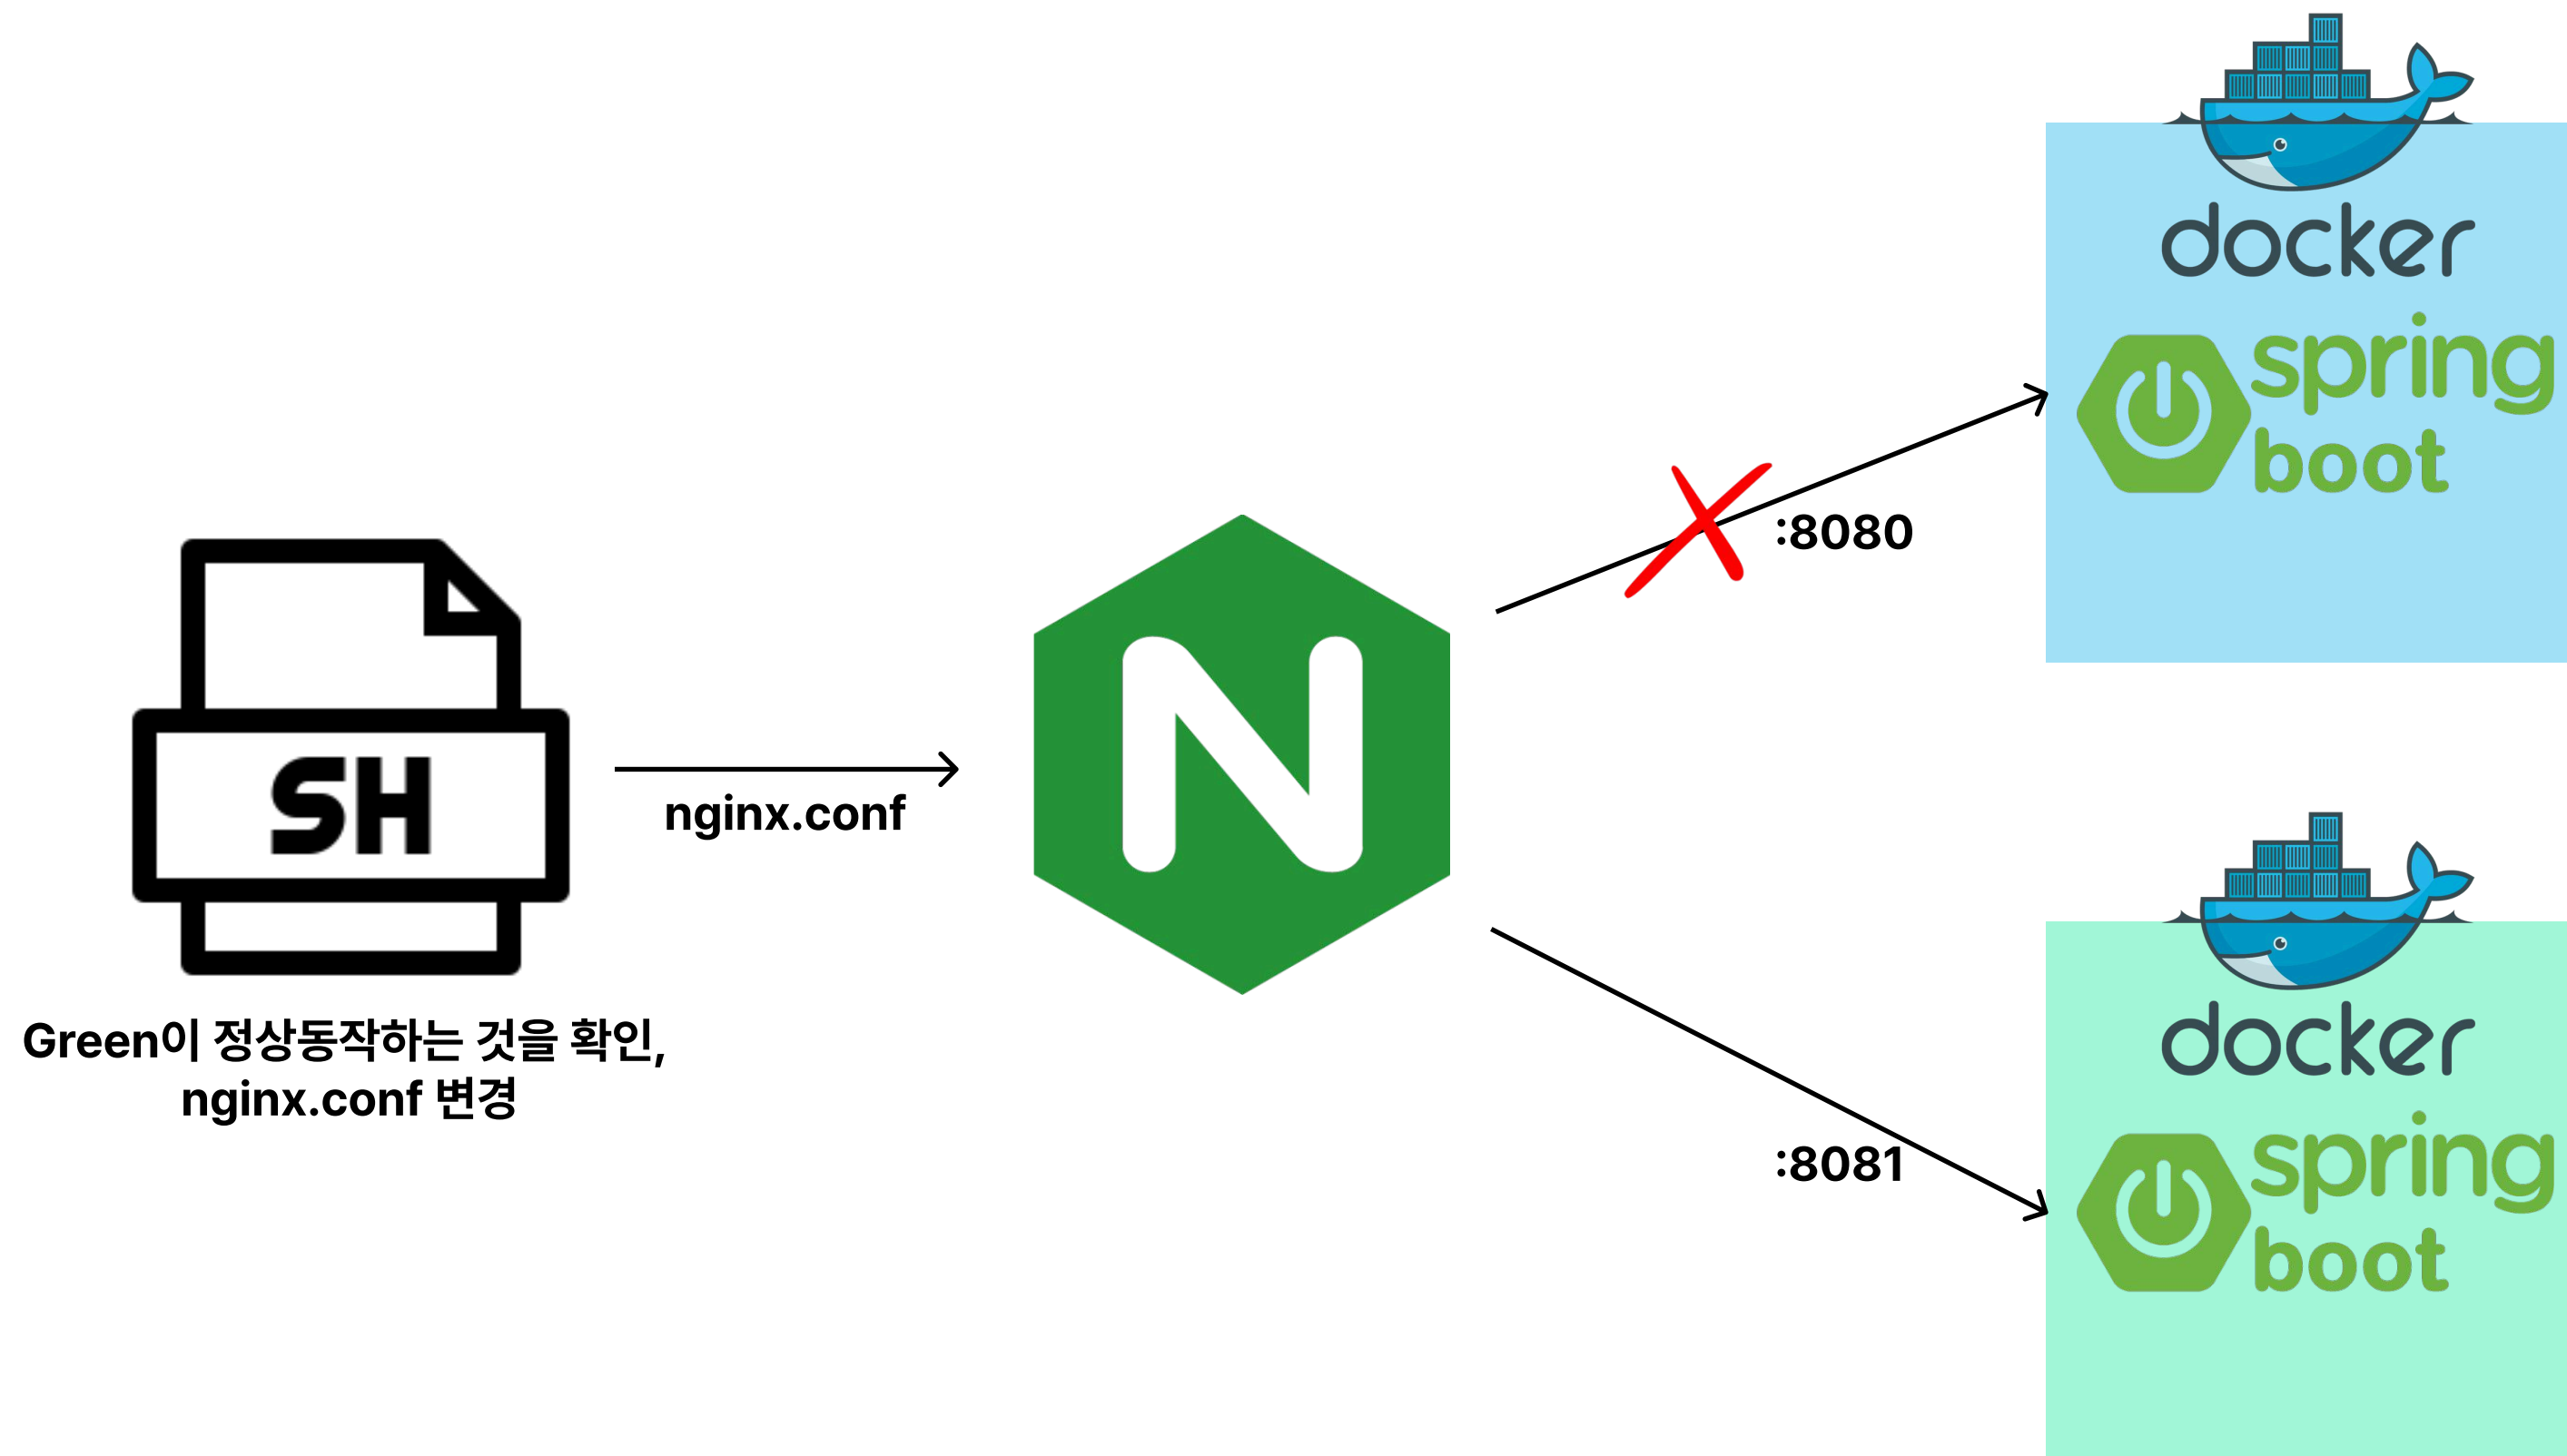 docker
spring
boot
:8080
SH
nginx.conf
N
Green이 정상동작하는 것을 확인,
nginx.conf 변경
docker
:8081
spring
boot